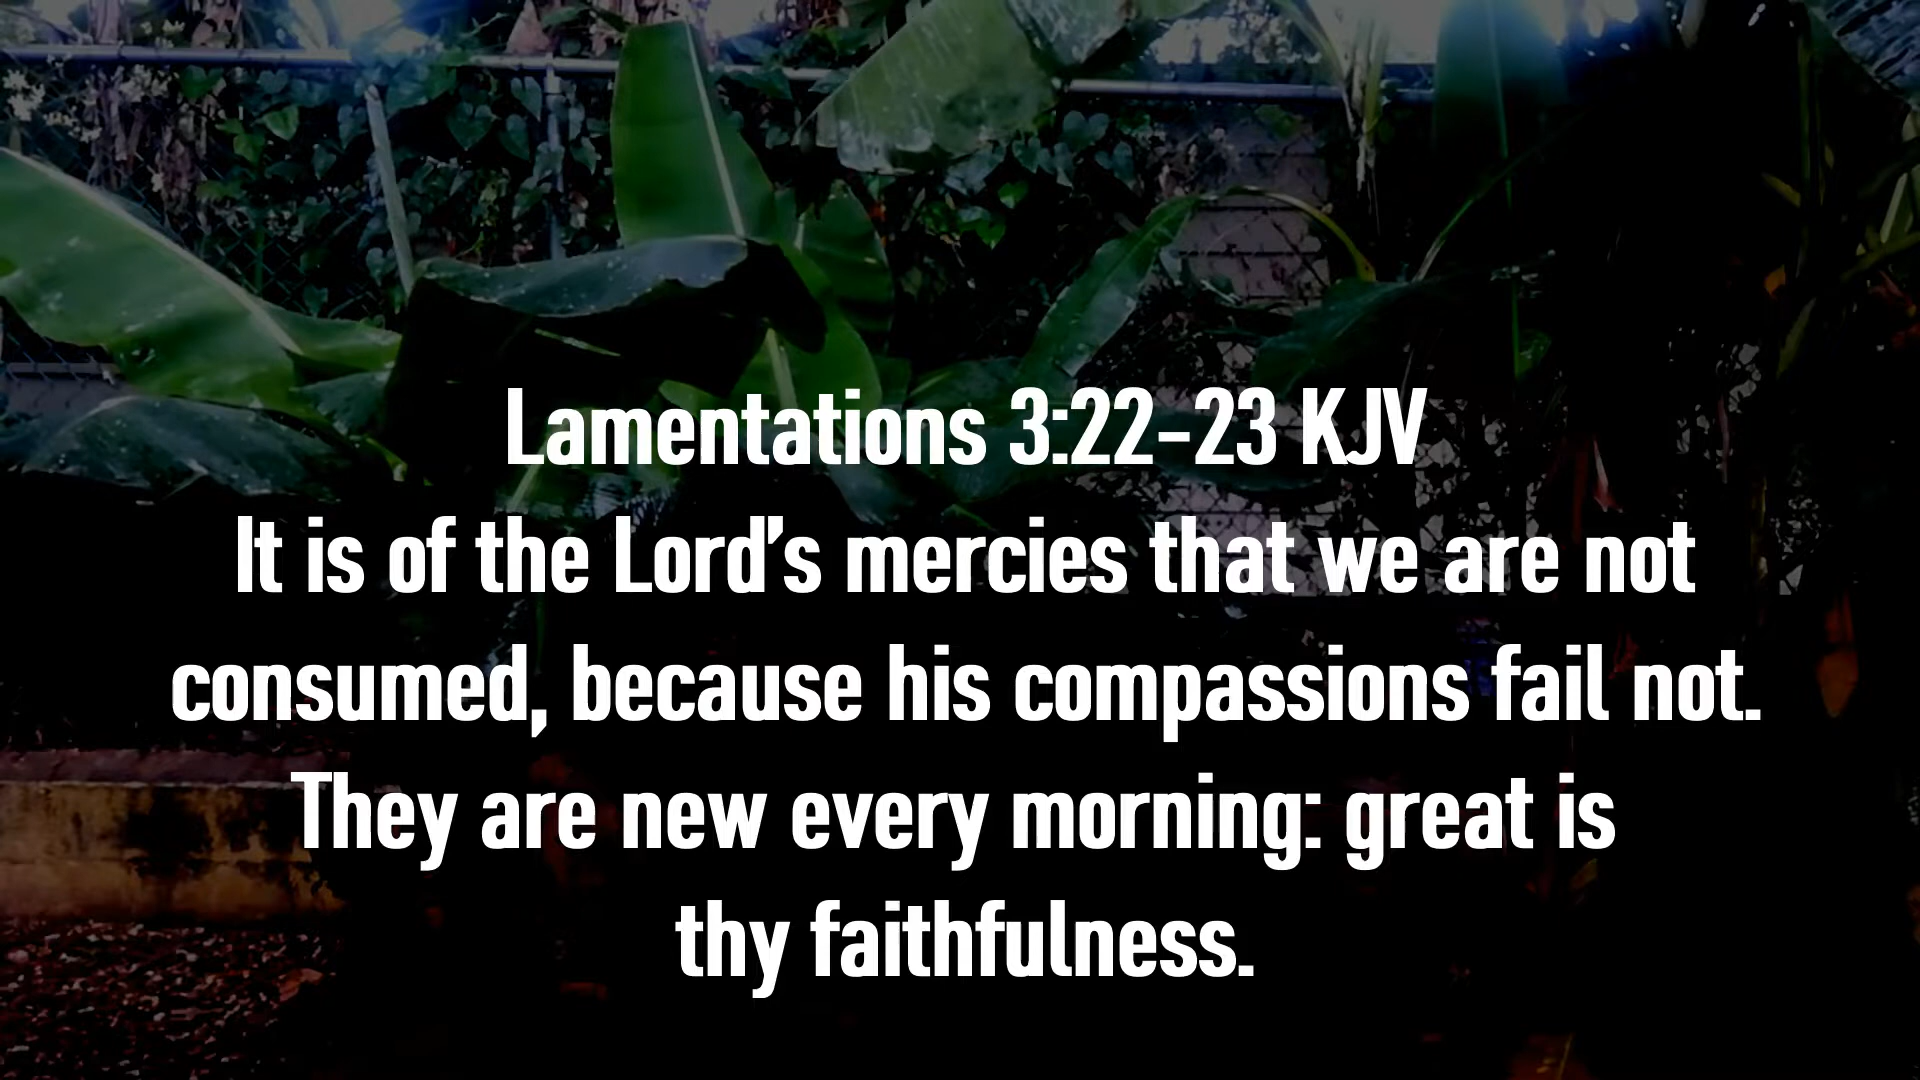 Lamentations 3:22-23 KJV
It is of the Lord’s mercies that we are not
consumed, because his compassions fail not.
They are new every morning: great is
thy faithfulness.